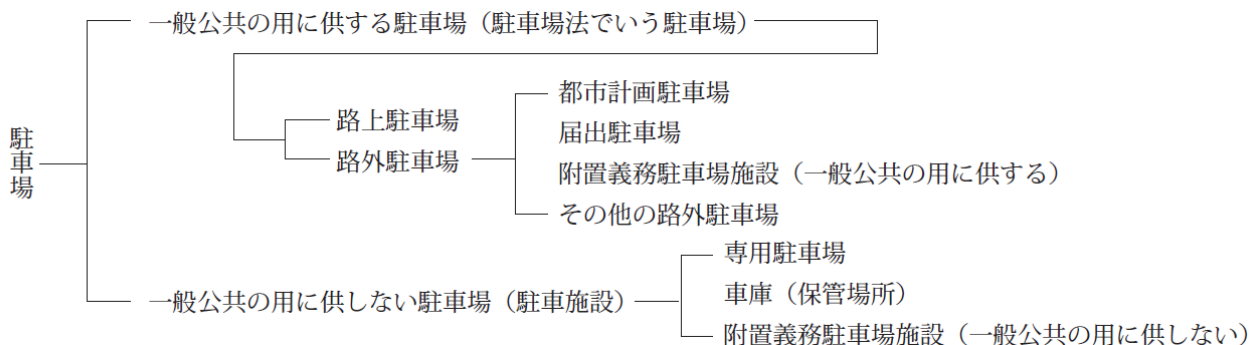 一般公共の用に供する駐車場（駐車場法でいう駐車場）
都市計画駐車場
路上駐車場
届出駐車場
駐車場
路外駐車場
附置義務駐車場施設（一般公共の用に供する）
その他の路外駐車場
専用駐車場
一般公共の用に供しない駐車場（駐車施設）
車庫（保管場所）
附置義務駐車場施設（一般公共の用に供しない）